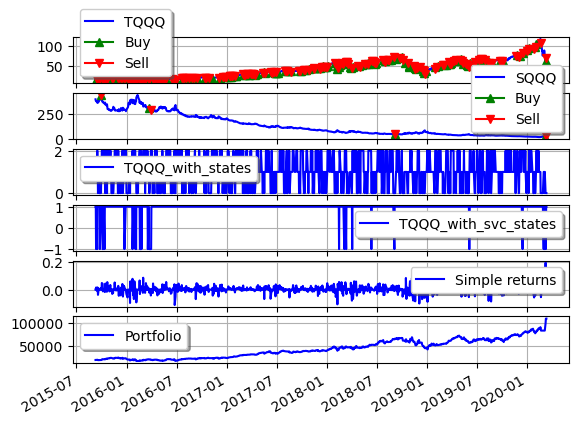 TQQQ
Buy
Sell
100
50
SQQQ
Buy
Sell
250
0
TQQQ_with_states
2
0
TQQQ_with_svc_states
1
0
−1
Simple returns
0.2
0.0
Portfolio
100000
50000
2015-07
2016-01
2016-07
2017-01
2017-07
2018-01
2018-07
2019-01
2019-07
2020-01